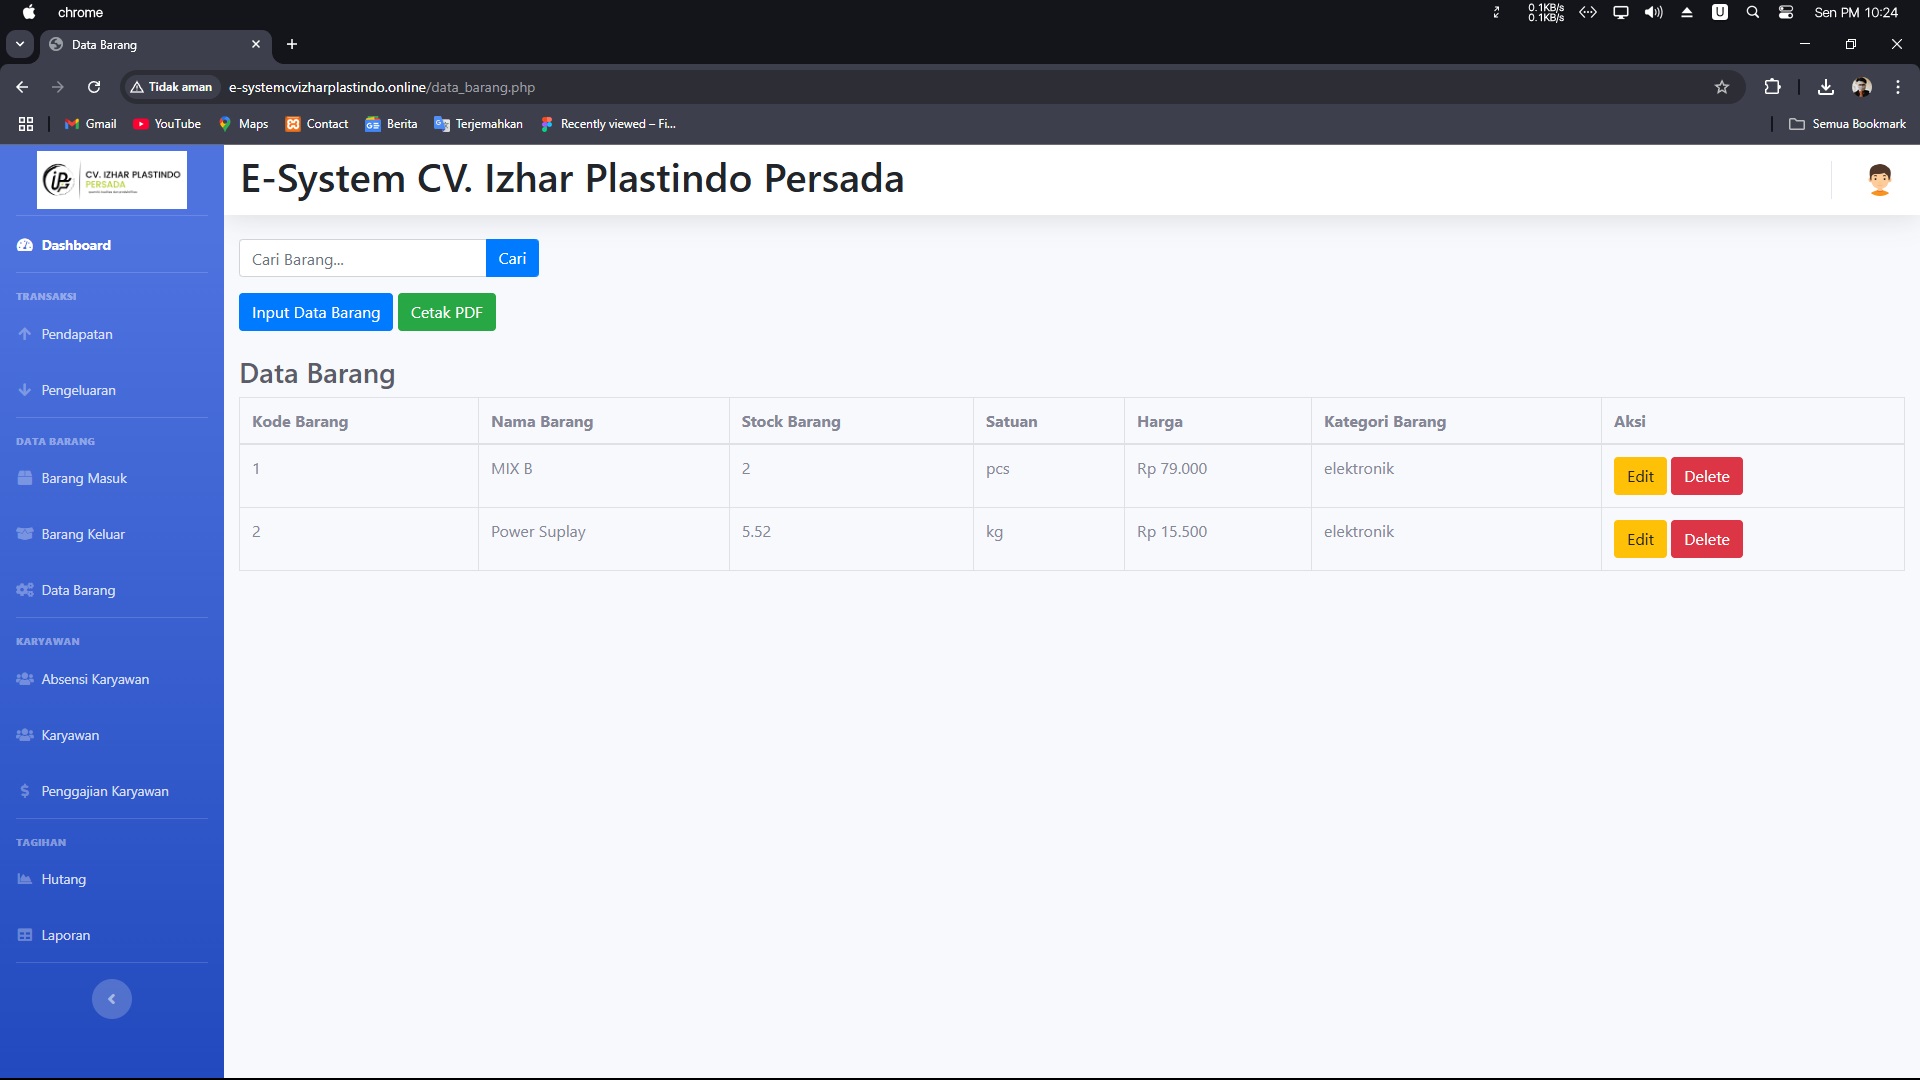 chrome
0.1KB/s
0.1KB/s
U
Sen PM 10:24
Data Barang
Tidak aman
e-systemcvizharplastindo.online/data_barang.php
Gmail
YouTube
Maps
Contact
Berita
Terjemahkan
Recently viewed – Fi...
Semua Bookmark
CV. IZHAR PLASTINDO
PERSADA
E-System CV. Izhar Plastindo Persada
Dashboard
TRANSAKSI
Pendapatan
Pengeluaran
DATA BARANG
Barang Masuk
Barang Keluar
Data Barang
KARYAWAN
Absensi Karyawan
Karyawan
Penggajian Karyawan
TAGIHAN
Hutang
Laporan
Cari Barang...
Cari
Input Data Barang
Cetak PDF
Data Barang
Kode Barang Nama Barang Stock Barang Satuan Harga Kategori Barang Aksi
1 MIX B 2 pcs Rp 79.000 elektronik Edit Delete
2 Power Suplay 5.52 kg Rp 15.500 elektronik Edit Delete